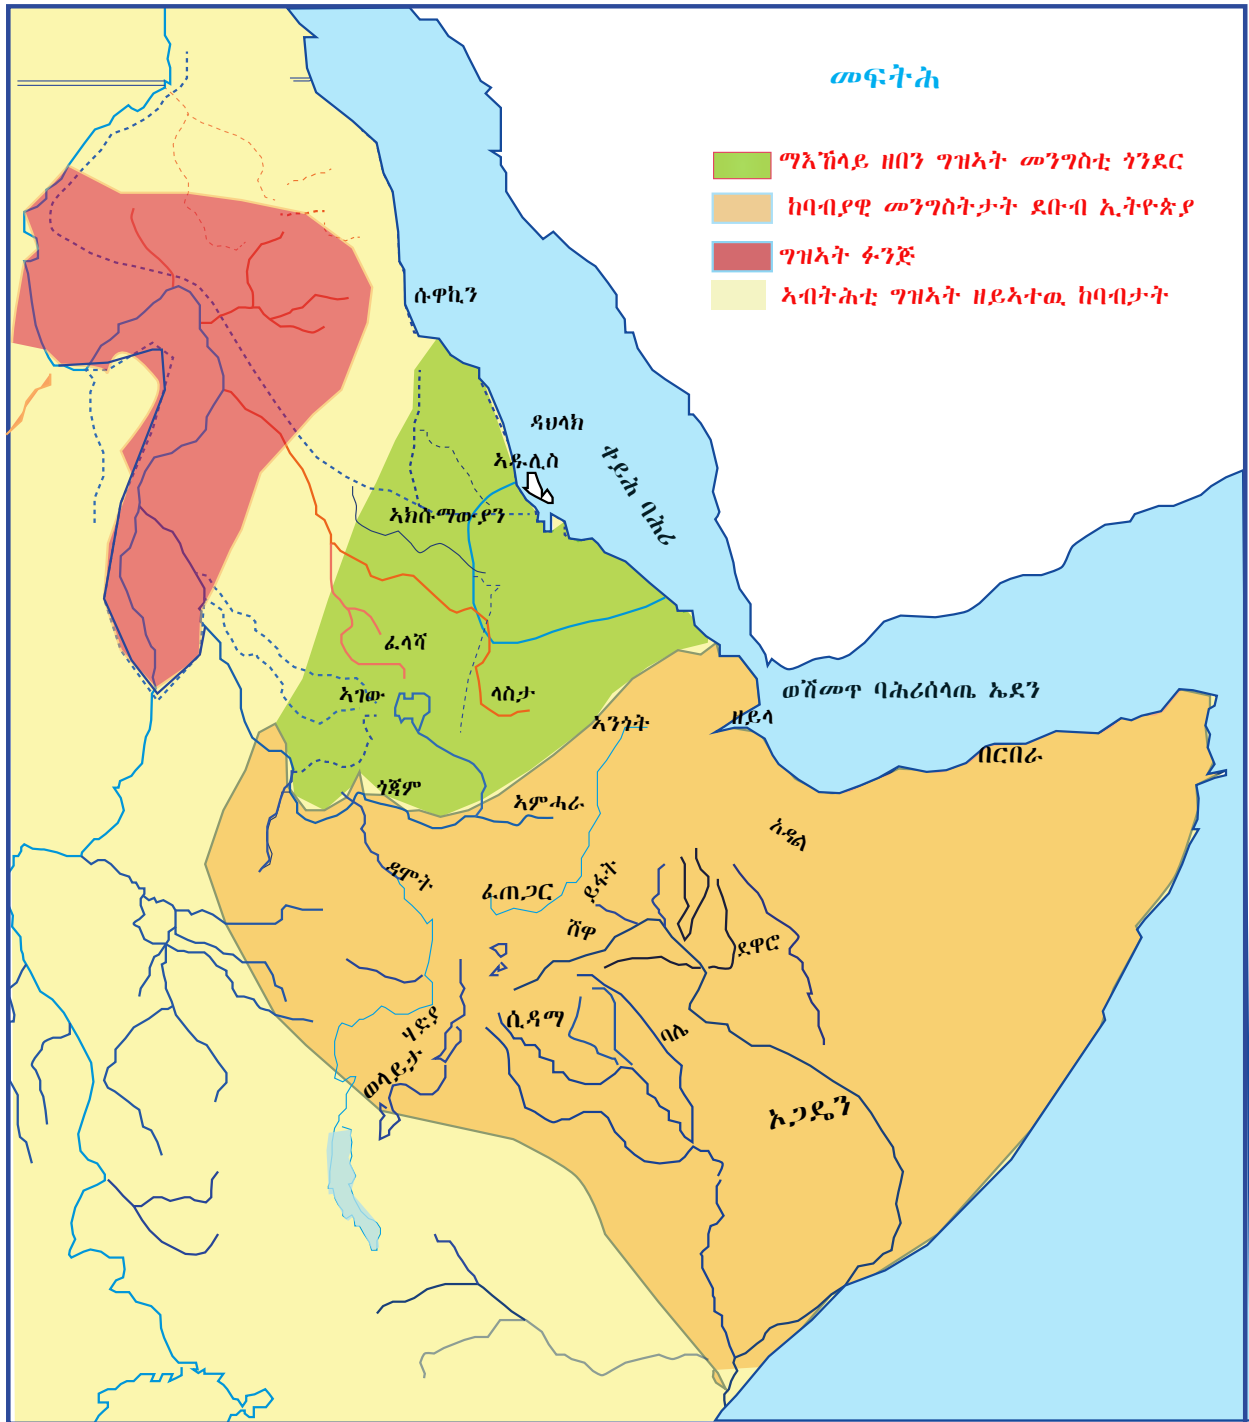 መፍትሕ
ማእኸላይ ዘበን ግዝኣት መንግስቲ ጎንደር
ከባብያዊ መንግስትታት ደቡብ ኢትዮጵያ
ግዝኣት ፉንጅ
ኣብትሕቲ ግዝኣት ዘይኣተዉ ከባብታት
ሱዋኪን
ዳህላክ
ኣዱሊስ
ቀይሕ ባሕሪ
ኣክሱማውያን
ፈላሻ
ኣገው
ላስታ
ወሽመጥ ባሕሪሰላጤ ኤደን
ዘይላ
ኣንጎት
በርበራ
ጎጃም
ኣምሓራ
አዳል
ዳሞት
ፈጠጋር
ይፋት
ሸዋ
ደዋሮ
ሃድያ
ሲዳማ
ባሌ
ወላይታ
ኦጋዴን